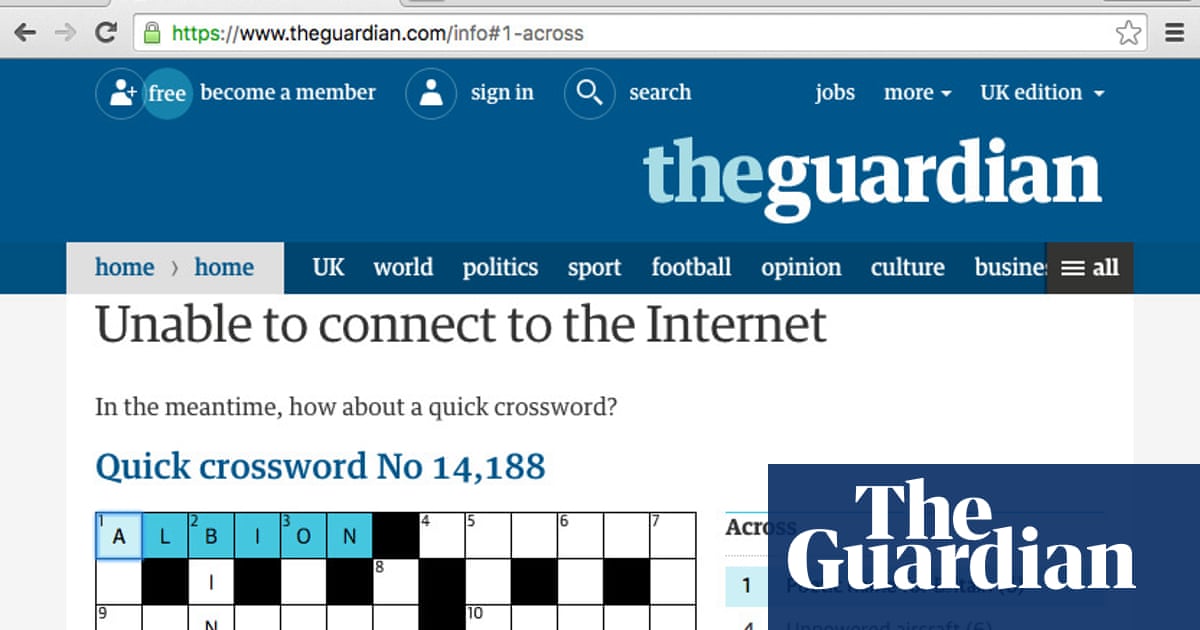 https://www.theguardian.com/info#1-across
free become a member sign in search jobs more UK edition
theguardian
home › home UK world politics sport football opinion culture busine all
Unable to connect to the Internet
In the meantime, how about a quick crossword?
Quick crossword No 14,188
1 A L 2 B I 3 O N 4 5 6 7
I 8
9 N 10
Across
1
4 Unpowered aircraft (6)
The
Guardian